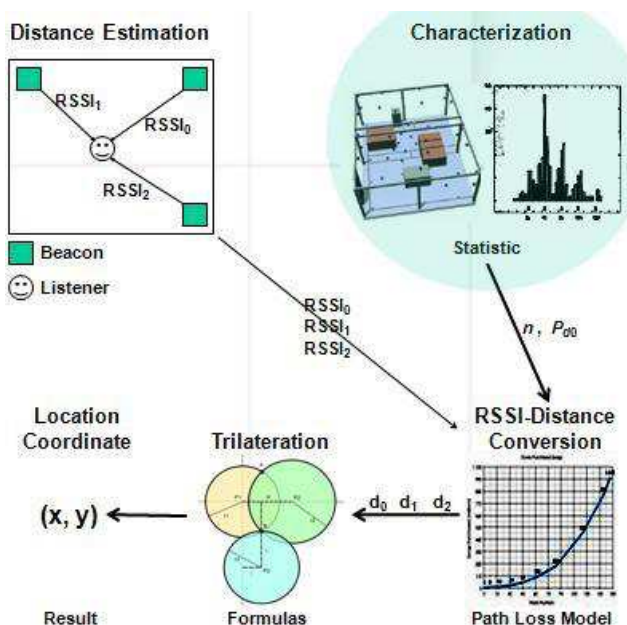 Distance Estimation
Characterization
RSSI1
RSSI0
RSSI2
Beacon
Listener
Statistic
RSSI0
RSSI1
RSSI2
n , Pd0
Location
Coordinate
Trilateration
RSSI-Distance
Conversion
(x, y)
d0 d1 d2
Result
Formulas
Path Loss Model